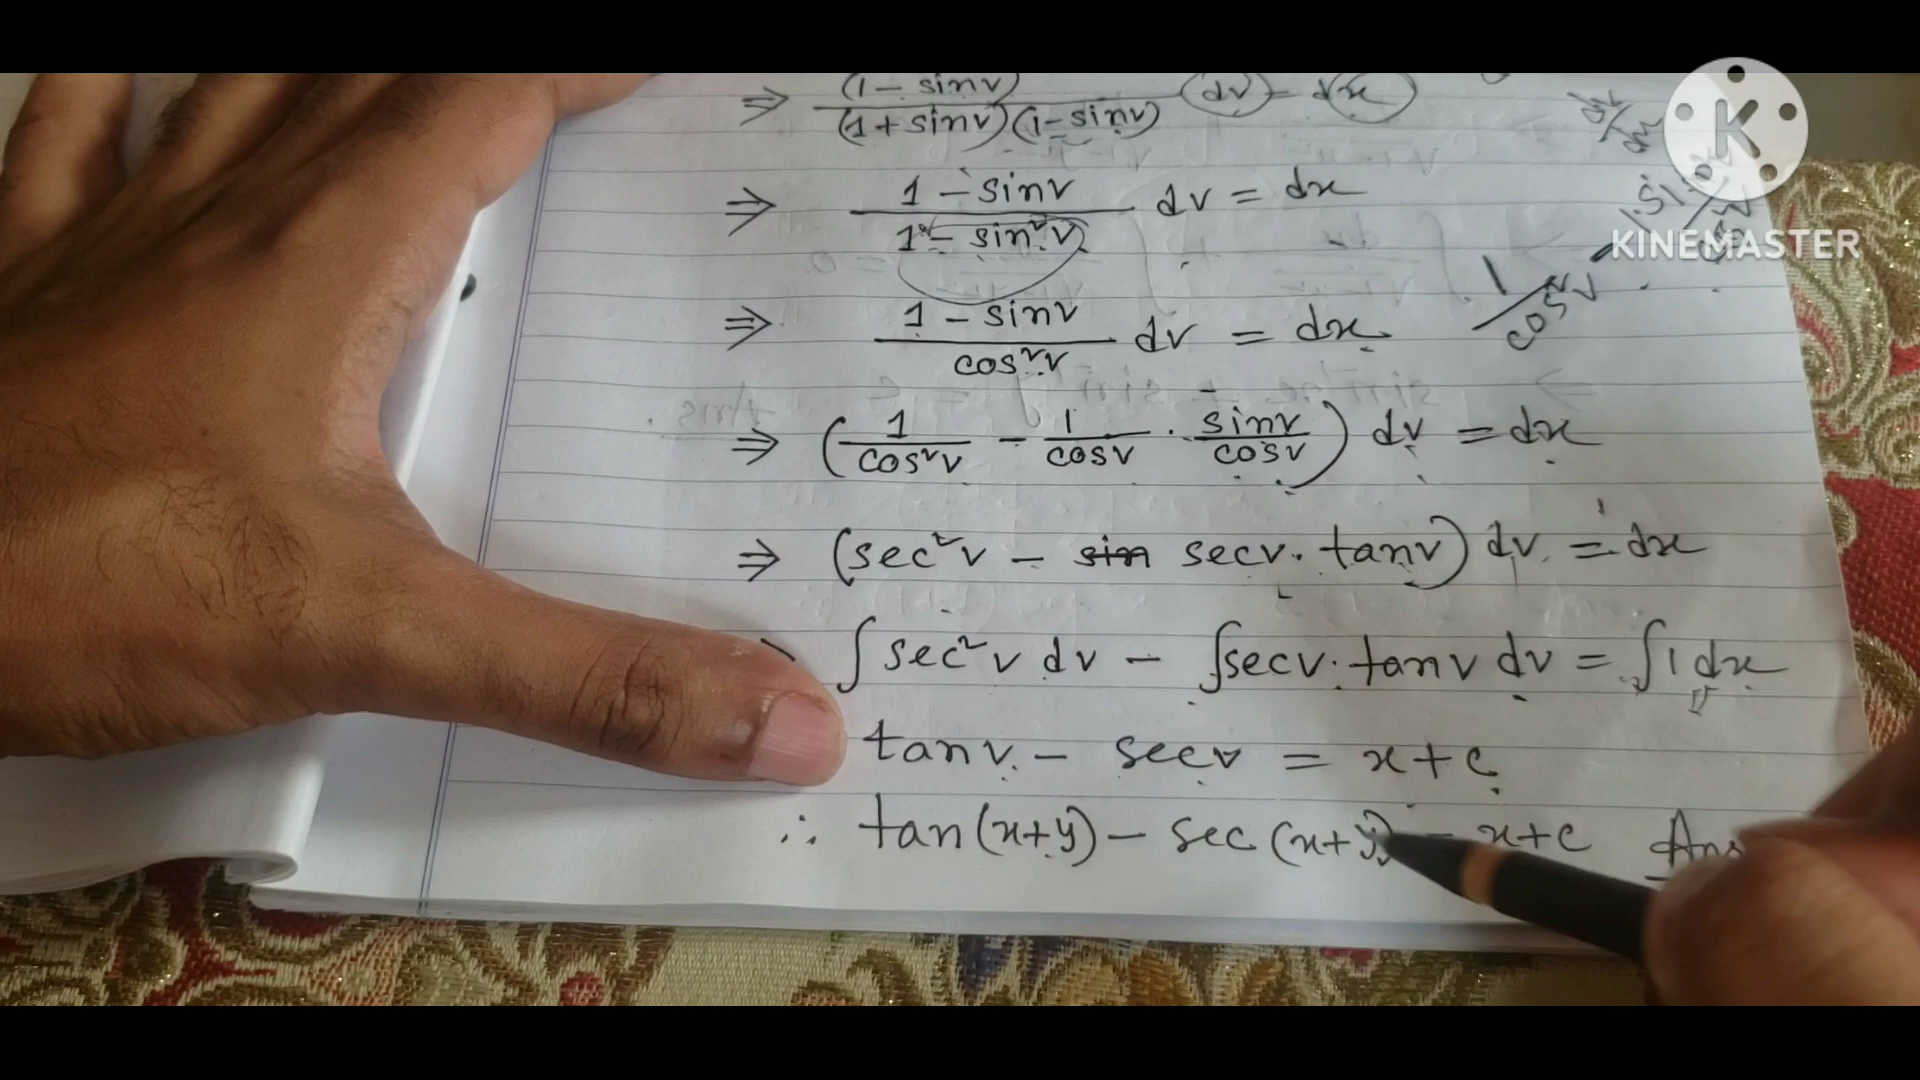 ⇒ (1 - sinv) / (1 + sinv)(1 - sinv) dv = dx
⇒ 1 - sinv / 1 - sin²v dv = dx
⇒ 1 - sinv / cos²v dv = dx
1 / cos²v
⇒ (1 / cos²v - 1 / cosv · sinv / cosv) dv = dx
⇒ (sec²v - sin secv · tanv) dv = dx
∫ sec²v dv - ∫ secv · tanv dv = ∫ 1 dx
tanv - secv = x + c
∴ tan(x+y) - sec(x+y) = x + c Ans
K
KINEMASTER